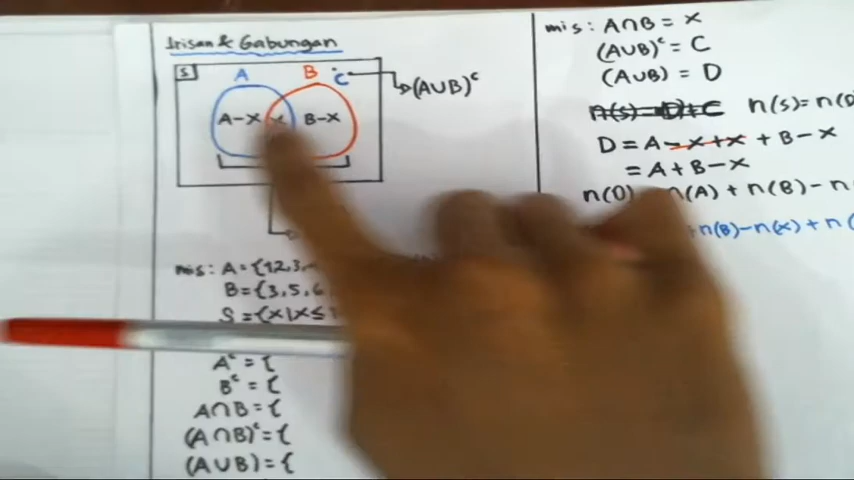 Irisan & Gabungan
S
A
B
C
(A∪B)ᶜ
A-X
X
B-X
mis: A = {1,2,3,
B = {3,5,6
S = {X|X≤
Aᶜ = {
Bᶜ = {
A∩B = {
(A∩B)ᶜ = {
(A∪B) = {
mis: A∩B = X
(A∪B)ᶜ = C
(A∪B) = D
n(S) = D + C n(S) = n(D
D = A - X + X + B - X
= A + B - X
n(D) n(A) + n(B) - n
+ n(B) - n(X) + n(